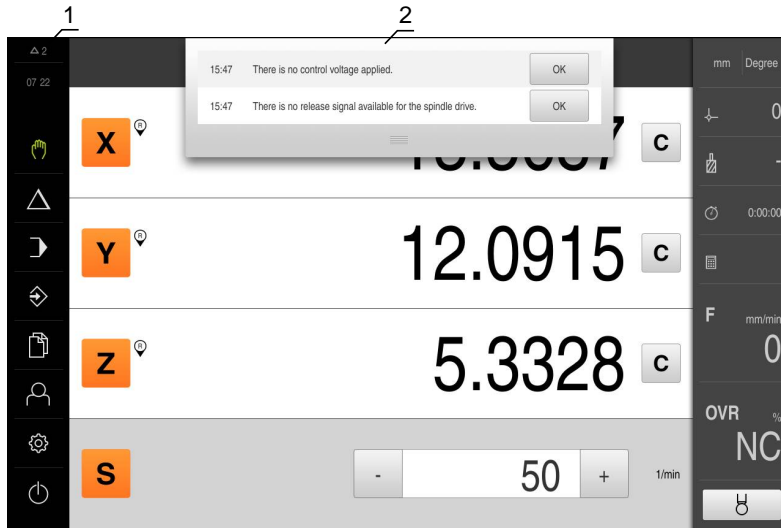 1
2
2
07 22
15:47 There is no control voltage applied. OK
15:47 There is no release signal available for the spindle drive. OK
mm Degree
X R C
0
-
Y R 12.0915 C
0:00:00
Z R 5.3328 C
F mm/min
0
OVR %
NC
S - 50 + 1/min